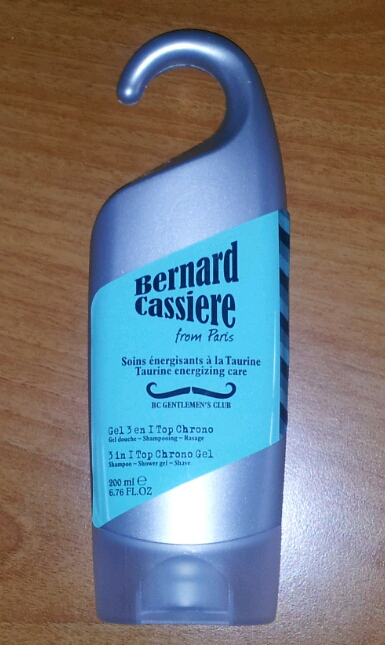 Bernard
Cassiere
from Paris
Soins énergisants à la Taurine
Taurine energizing care
BC GENTLEMEN'S CLUB
Gel 3 en 1 Top Chrono
Gel douche – Shampooing – Rasage
3 in 1 Top Chrono Gel
Shampoo – Shower gel – Shave
200 ml ℮
6.76 FL.OZ